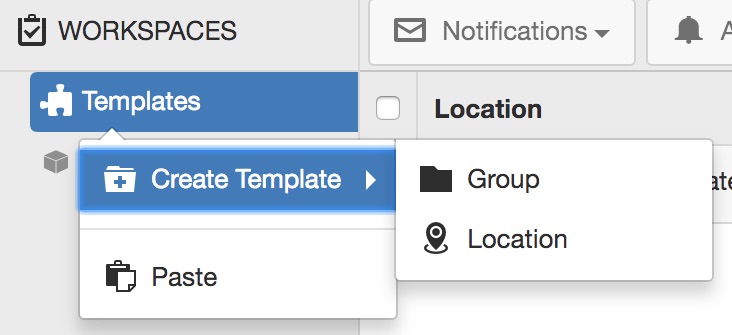 WORKSPACES
Notifications
Templates
Location
Create Template
Group
Location
Paste